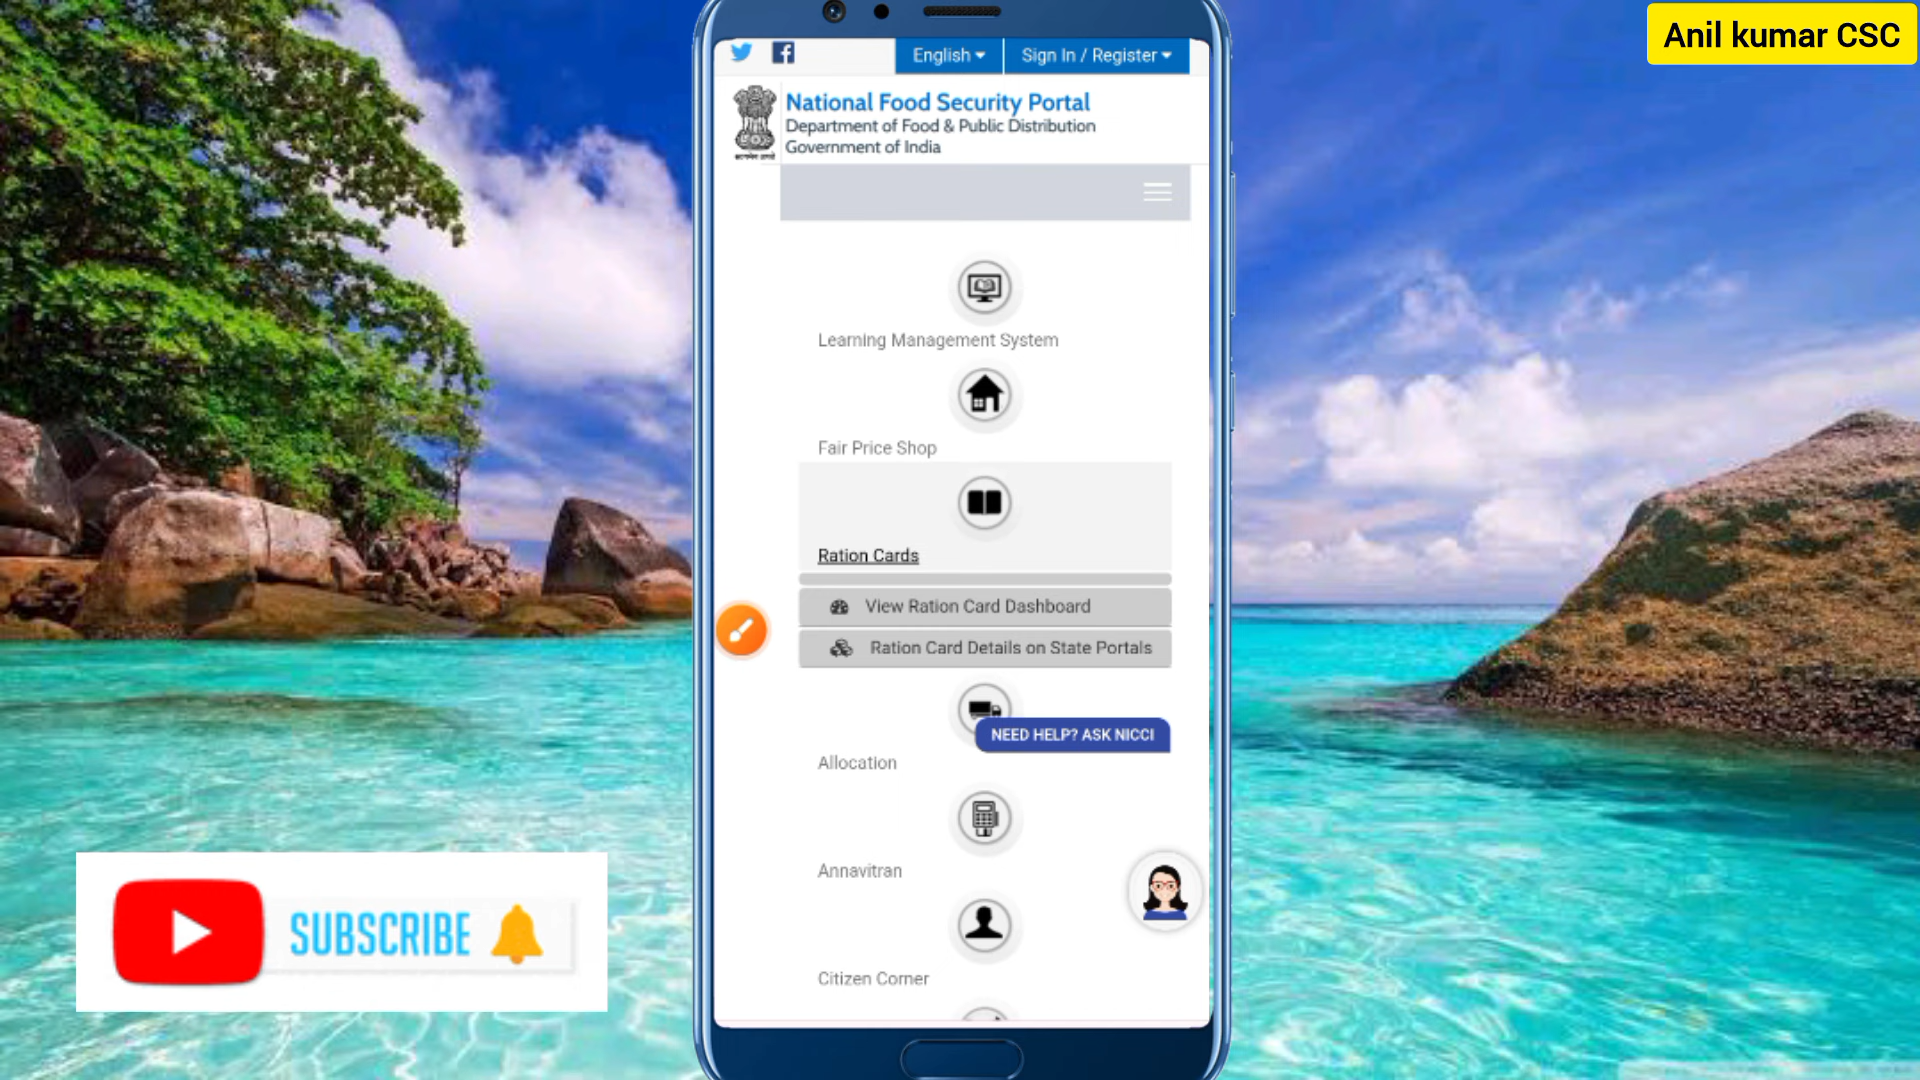 Anil kumar CSC
English
Sign In / Register
National Food Security Portal
Department of Food & Public Distribution
Government of India
Learning Management System
Fair Price Shop
Ration Cards
View Ration Card Dashboard
Ration Card Details on State Portals
NEED HELP? ASK NICCI
Allocation
Annavitran
Citizen Corner
SUBSCRIBE